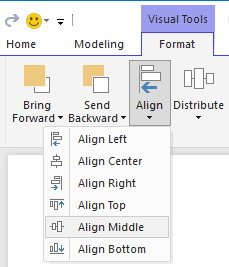 Visual Tools
Home Modeling Format
Bring Forward
Send Backward
Align
Distribute
Align Left
Align Center
Align Right
Align Top
Align Middle
Align Bottom